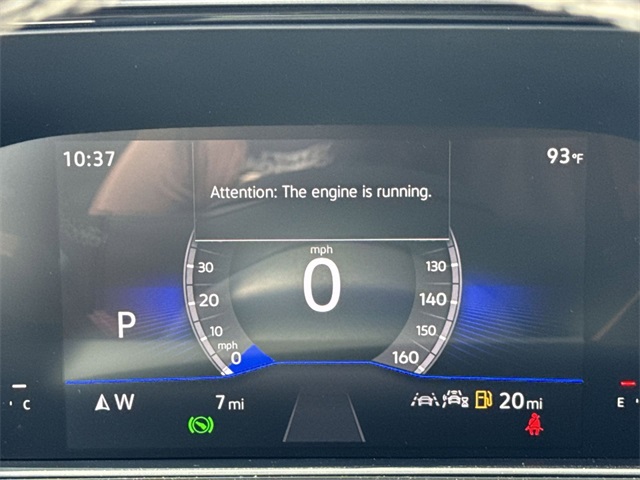 10:37
93°F
Attention: The engine is running.
mph
0
30
20
10
mph
0
130
140
150
160
P
C
W
7 mi
20 mi
E